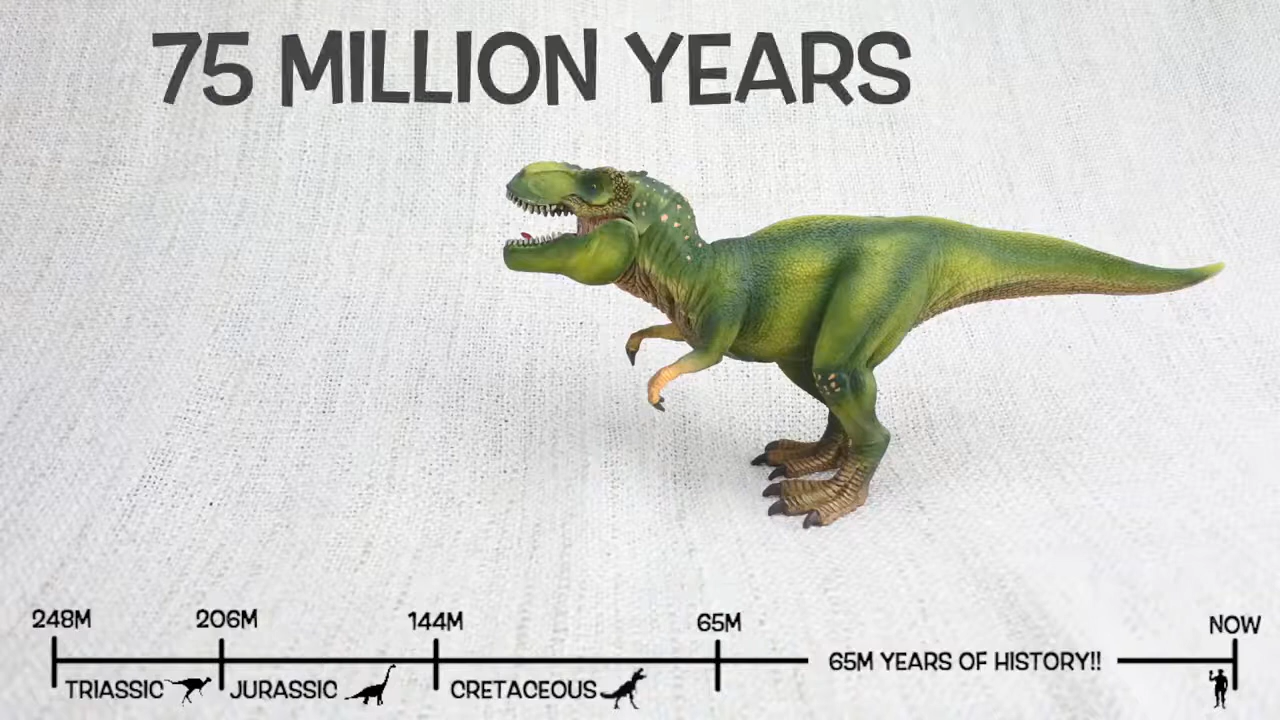 75 MILLION YEARS
248M 206M 144M 65M NOW
65M YEARS OF HISTORY!!
TRIASSIC JURASSIC CRETACEOUS